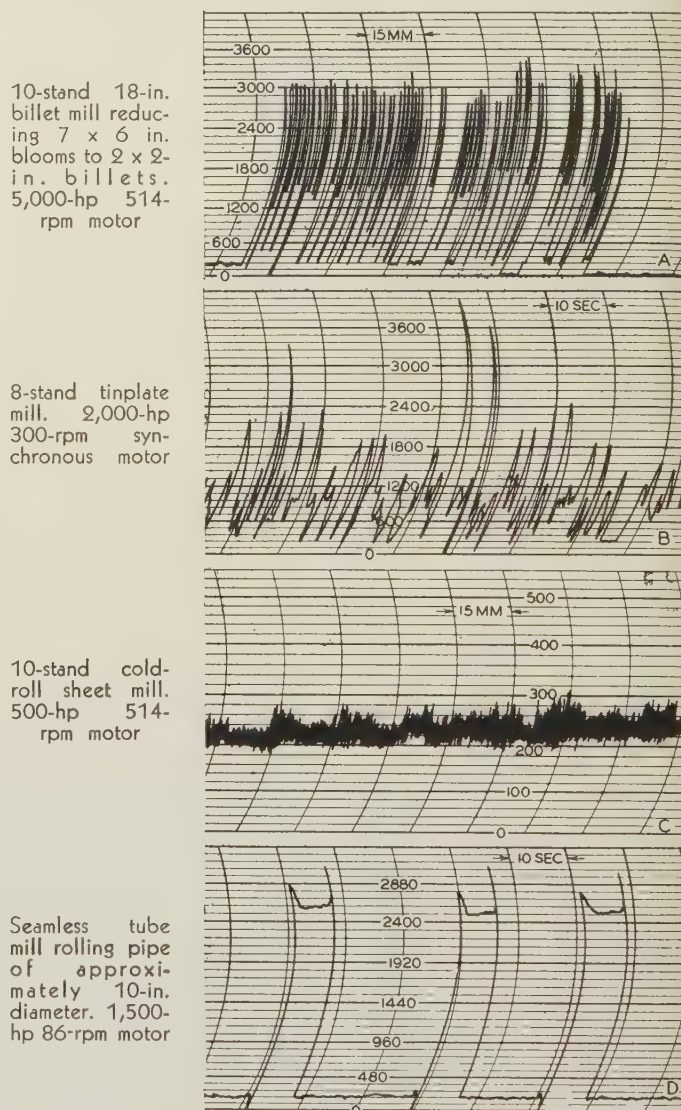 10-stand 18-in.
billet mill reduc-
ing 7 x 6 in.
blooms to 2 x 2-
in. billets.
5,000-hp 514-
rpm motor
15 MM
3600
3000
2400
1800
1200
600
0
A
8-stand tinplate
mill. 2,000-hp
300-rpm syn-
chronous motor
10 SEC
3600
3000
2400
1800
1200
600
0
B
10-stand cold-
roll sheet mill.
500-hp 514-
rpm motor
500
15 MM
400
300
200
100
0
C
Seamless tube
mill rolling pipe
of approxi-
mately 10-in.
diameter. 1,500-
hp 86-rpm motor
10 SEC
2880
2400
1920
1440
960
480
0
D